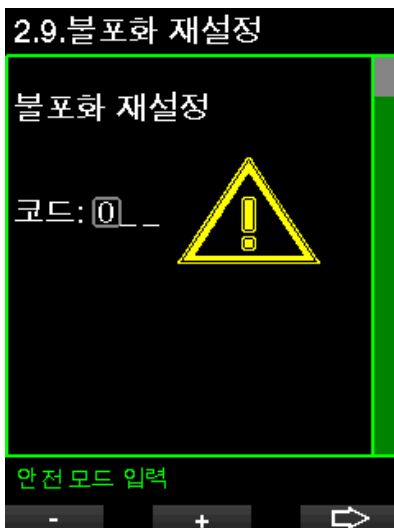 2.9.불포화 재설정
불포화 재설정
코드: 0_ _
안전모드 입력
- +